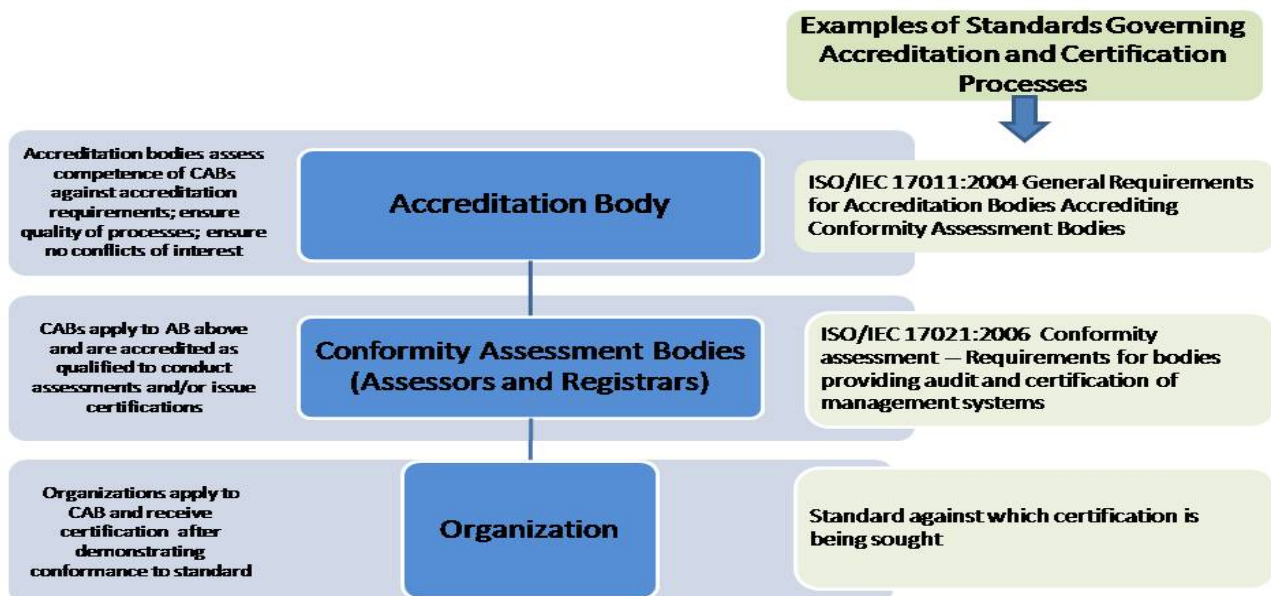 Examples of Standards Governing
Accreditation and Certification
Processes
Accreditation bodies assess
competence of CABs
against accreditation
requirements; ensure
quality of processes; ensure
no conflicts of interest
Accreditation Body
ISO/IEC 17011:2004 General Requirements
for Accreditation Bodies Accrediting
Conformity Assessment Bodies
CABs apply to AB above
and are accredited as
qualified to conduct
assessments and/or issue
certifications
Conformity Assessment Bodies
(Assessors and Registrars)
ISO/IEC 17021:2006 Conformity
assessment – Requirements for bodies
providing audit and certification of
management systems
Organizations apply to
CAB and receive
certification after
demonstrating
conformance to standard
Organization
Standard against which certification is
being sought